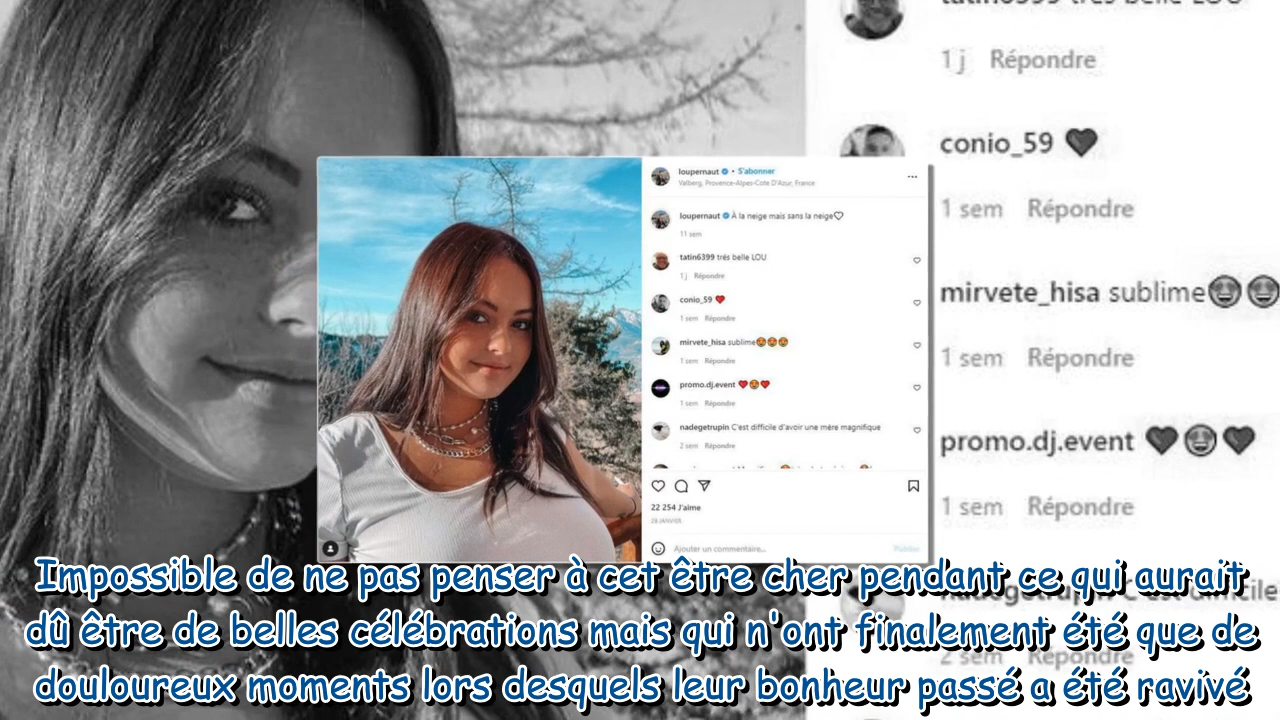 tatin6399 très belle LOU
1 j Répondre
conio_59 ❤
1 sem Répondre
mirvete_hisa sublime😍😍
1 sem Répondre
promo.dj.event ❤😍❤
1 sem Répondre
2 sem Répondre
loupernaut • S'abonner
Valberg, Provence-Alpes-Cote D'Azur, France
loupernaut À la neige mais sans la neige♡
11 sem
tatin6399 trés belle LOU
1 j Répondre
conio_59 ❤
1 sem Répondre
mirvete_hisa sublime😍😍😍
1 sem Répondre
promo.dj.event ❤😍❤
1 sem Répondre
nadegetrupin C'est difficile d'avoir une mère magnifique
2 sem Répondre
22 254 J'aime
Ajouter un commentaire...
Publier
Impossible de ne pas penser à cet être cher pendant ce qui aurait
dû être de belles célébrations mais qui n'ont finalement été que de
douloureux moments lors desquels leur bonheur passé a été ravivé